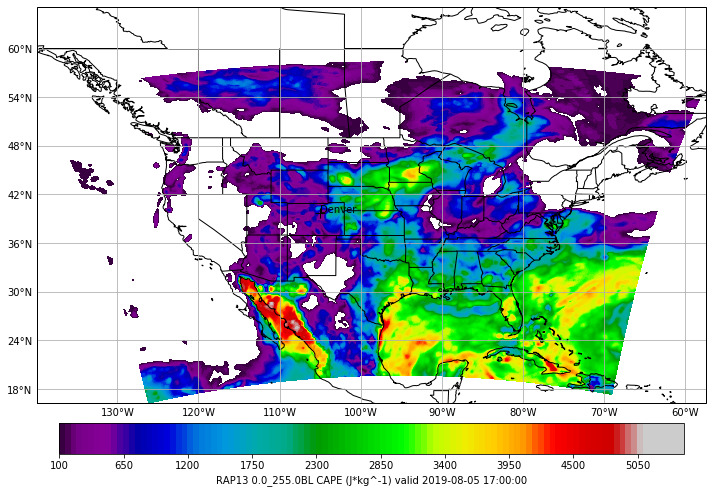 60°N
54°N
48°N
42°N
Denver
36°N
30°N
24°N
18°N
130°W 120°W 110°W 100°W 90°W 80°W 70°W 60°W
100 650 1200 1750 2300 2850 3400 3950 4500 5050
RAP13 0.0_255.0BL CAPE (J*kg^-1) valid 2019-08-05 17:00:00